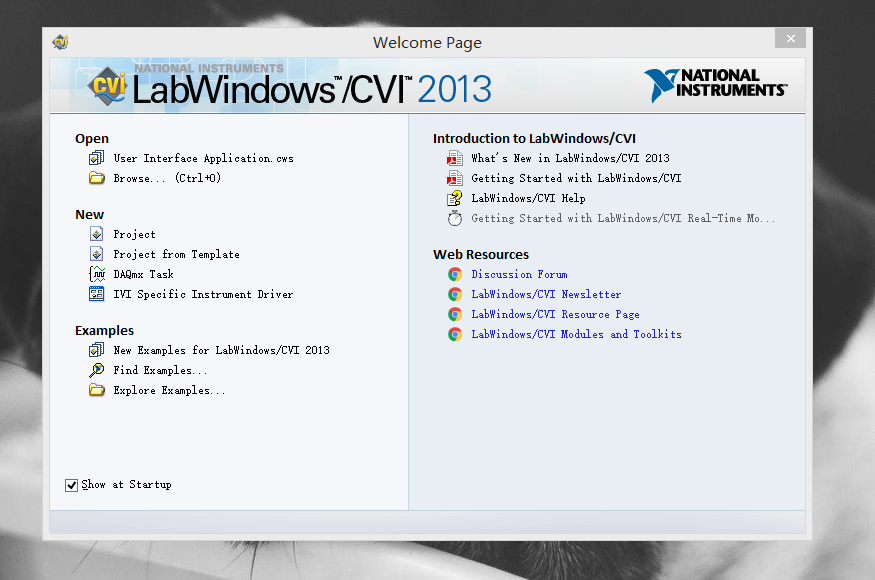 Welcome Page
NATIONAL INSTRUMENTS
LabWindows™/CVI™ 2013
CVI
NATIONAL
INSTRUMENTS™
Open
User Interface Application.cws
Browse... (Ctrl+O)
New
Project
Project from Template
DAQmx Task
IVI Specific Instrument Driver
Examples
New Examples for LabWindows/CVI 2013
Find Examples...
Explore Examples...
Show at Startup
Introduction to LabWindows/CVI
What's New in LabWindows/CVI 2013
Getting Started with LabWindows/CVI
LabWindows/CVI Help
Getting Started with LabWindows/CVI Real-Time Mo...
Web Resources
Discussion Forum
LabWindows/CVI Newsletter
LabWindows/CVI Resource Page
LabWindows/CVI Modules and Toolkits